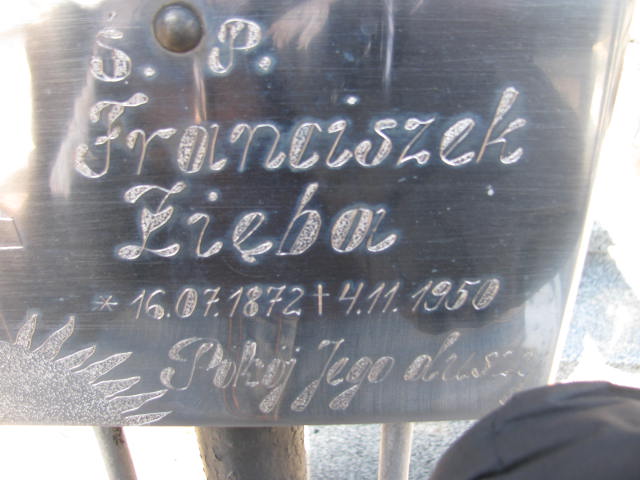 Ś. P.
Franciszek
Zięba
* 16.07.1872 † 4.11.1950
Pokój Jego duszy